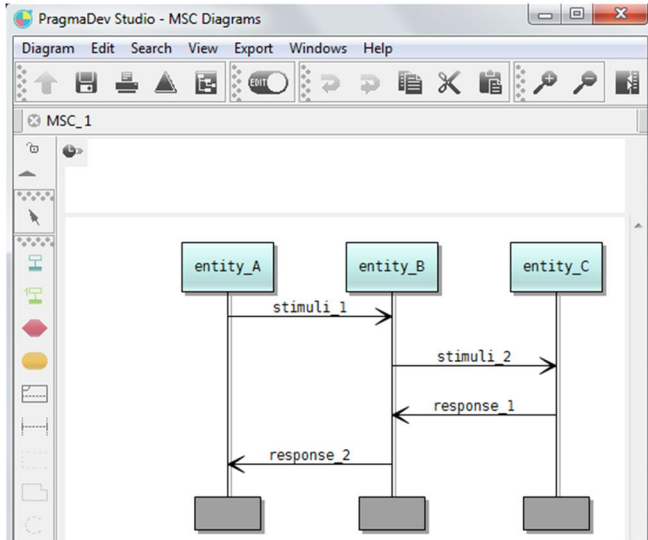 PragmaDev Studio - MSC Diagrams
Diagram Edit Search View Export Windows Help
EDIT
MSC_1
entity_A entity_B entity_C
stimuli_1
stimuli_2
response_1
response_2